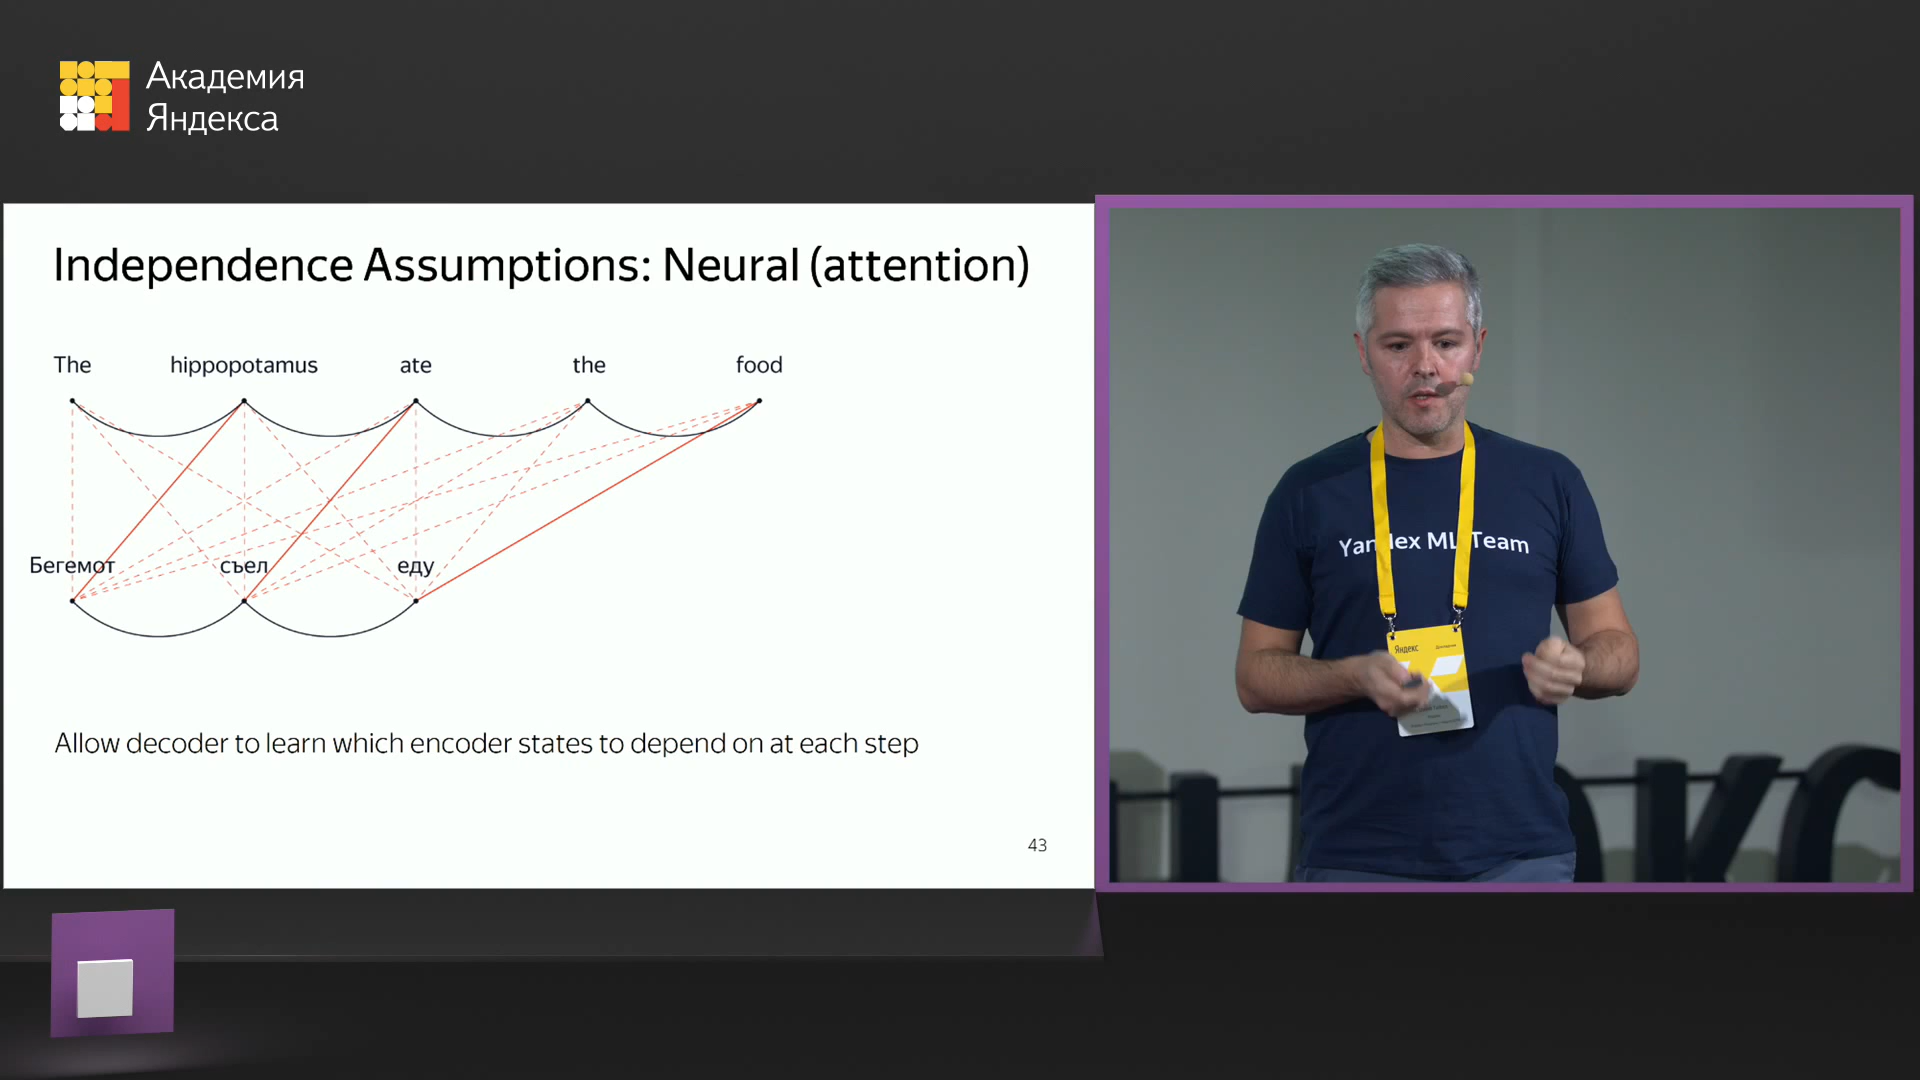 Академия
Яндекса
Independence Assumptions: Neural (attention)
The hippopotamus ate the food
Бегемот съел еду
Allow decoder to learn which encoder states to depend on at each step
43
Yandex ML Team
Яндекс